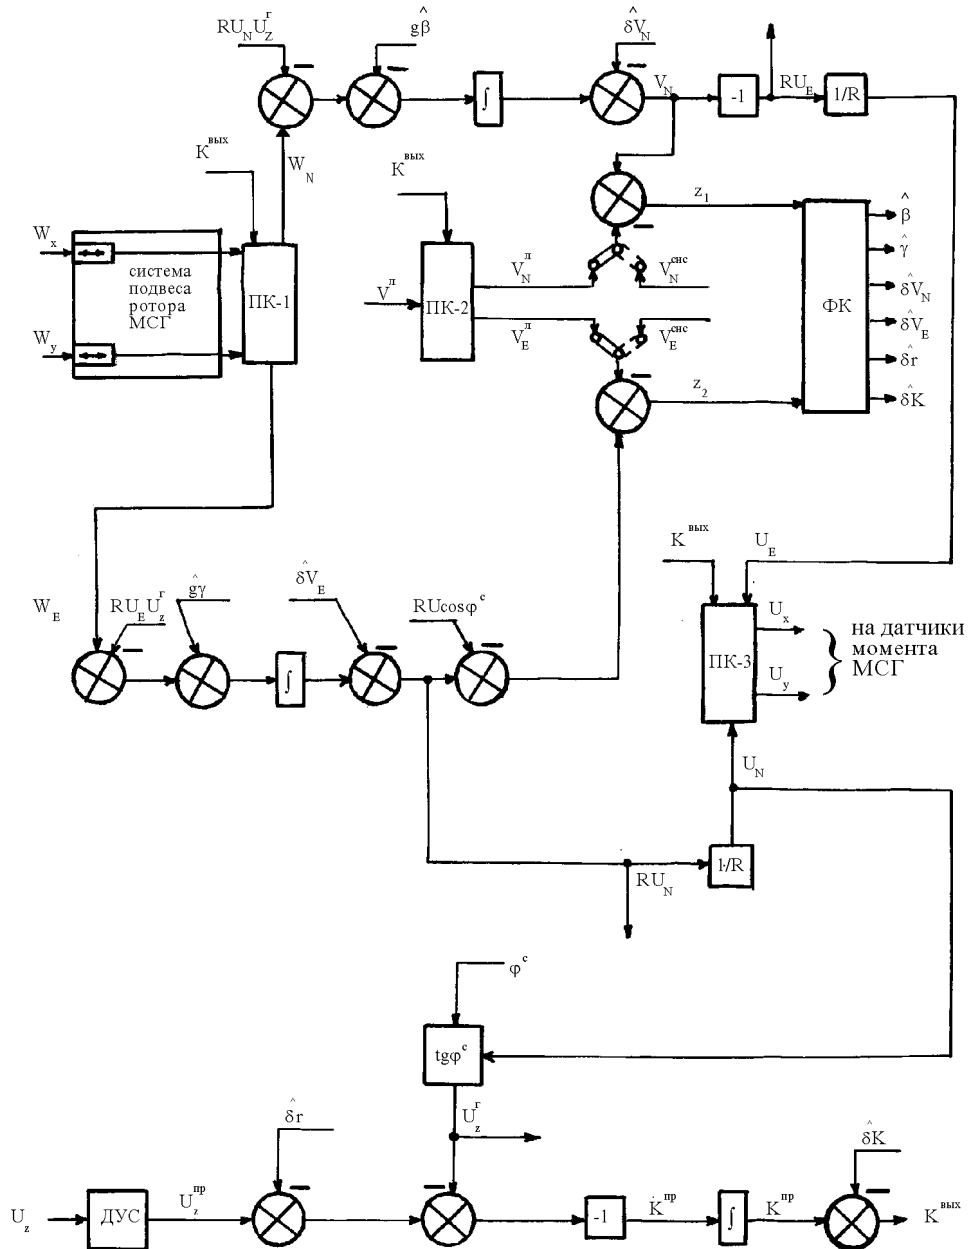 RU_N U_z^г
gβ̂
δV̂_N
V_N
RU_E
-1
1/R
∫
K^вых
W_N
K^вых
z_1
β̂
W_x
система
подвеса
ротора
МСГ
ПК-1
V_N^л
V_N^снс
γ̂
V^л
ПК-2
ФК
δV̂_N
W_y
V_E^л
V_E^снс
δV̂_E
z_2
δr̂
δK̂
K^вых
U_E
W_E
RU_E U_z^г
gγ̂
δV̂_E
RUcosφ^с
U_x
на датчики
момента
МСГ
ПК-3
∫
U_y
U_N
RU_N
1/R
φ^с
tgφ^с
δr̂
U_z^г
δK̂
U_z
ДУС
U_z^пр
-1
K̇^пр
∫
K^пр
K^вых